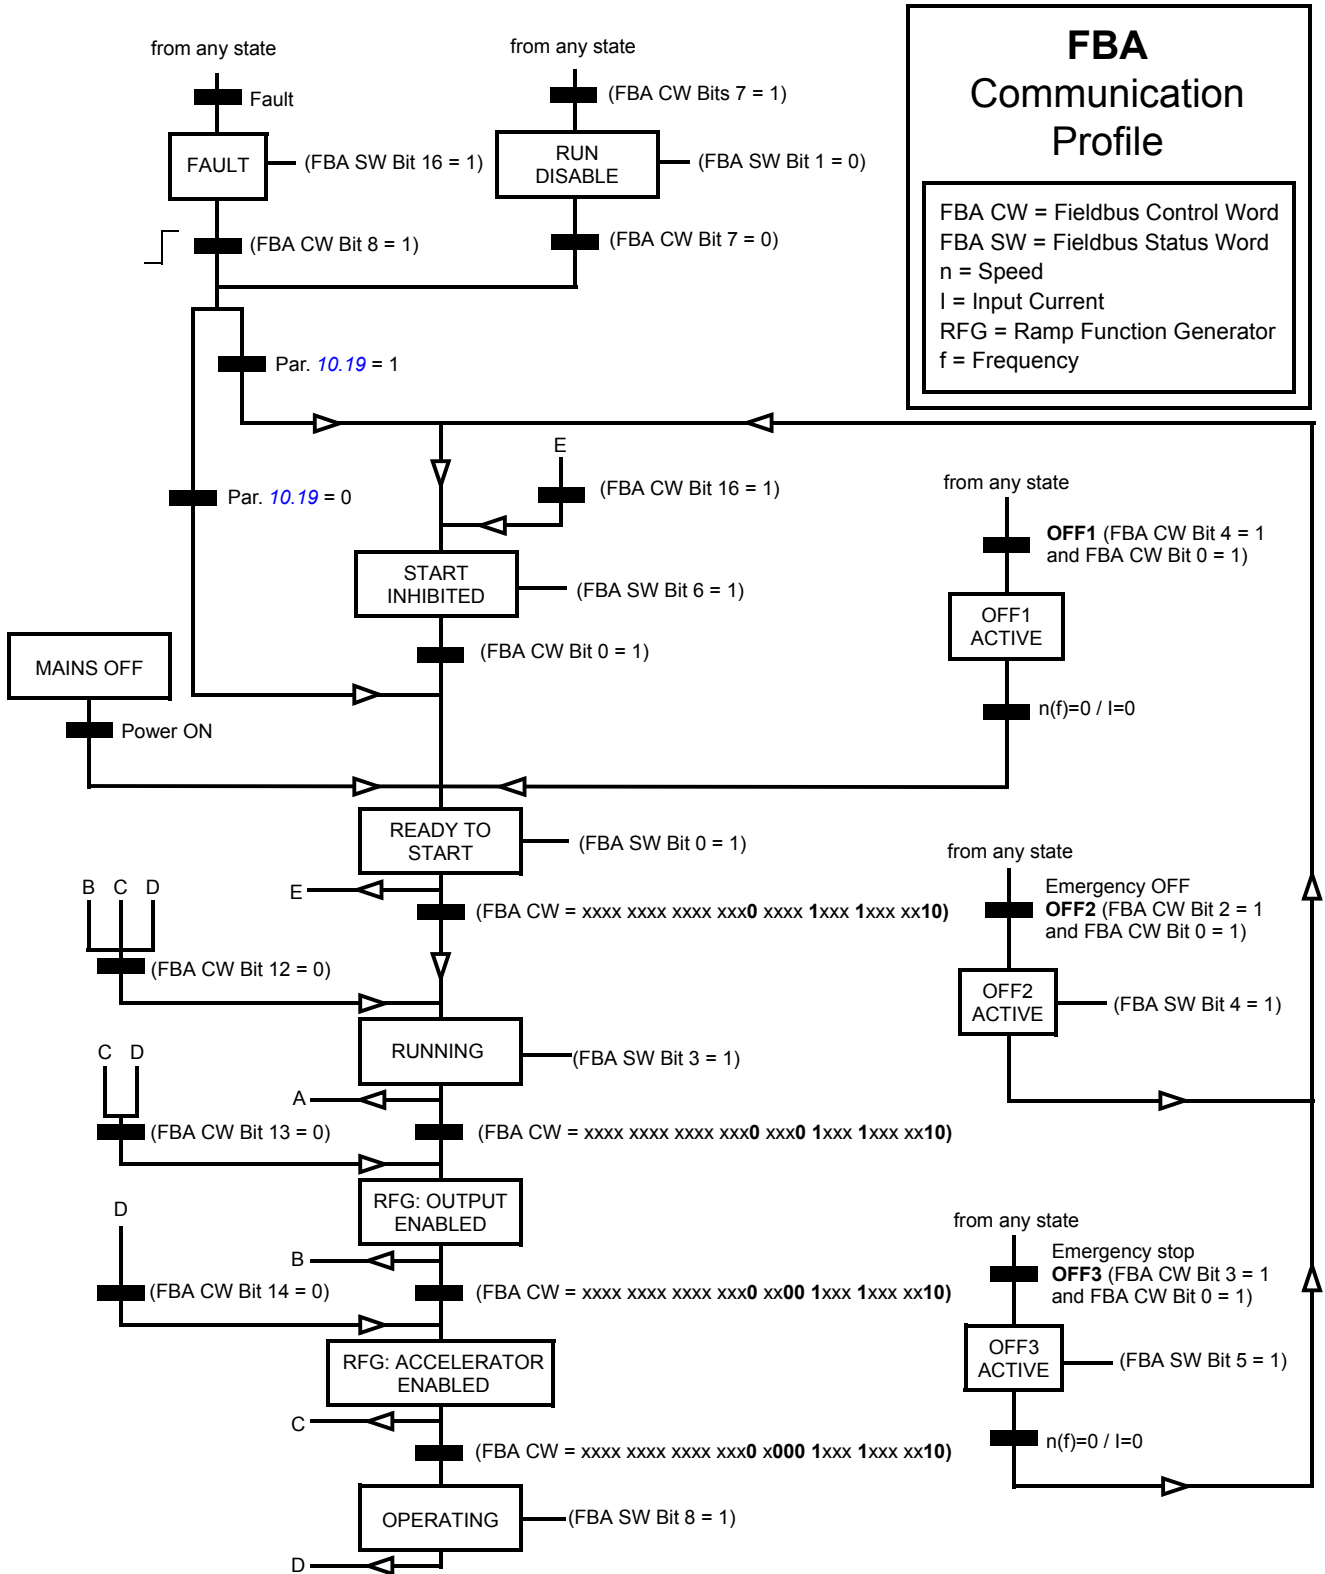 from any state
Fault
FAULT
(FBA SW Bit 16 = 1)
(FBA CW Bit 8 = 1)
from any state
(FBA CW Bits 7 = 1)
RUN
DISABLE
(FBA SW Bit 1 = 0)
(FBA CW Bit 7 = 0)
FBA
Communication
Profile
FBA CW = Fieldbus Control Word
FBA SW = Fieldbus Status Word
n = Speed
I = Input Current
RFG = Ramp Function Generator
f = Frequency
Par. 10.19 = 1
Par. 10.19 = 0
E
(FBA CW Bit 16 = 1)
START
INHIBITED
(FBA SW Bit 6 = 1)
(FBA CW Bit 0 = 1)
from any state
OFF1 (FBA CW Bit 4 = 1
and FBA CW Bit 0 = 1)
OFF1
ACTIVE
n(f)=0 / I=0
MAINS OFF
Power ON
READY TO
START
(FBA SW Bit 0 = 1)
E
(FBA CW = xxxx xxxx xxxx xxx0 xxxx 1xxx 1xxx xx10)
B C D
(FBA CW Bit 12 = 0)
from any state
Emergency OFF
OFF2 (FBA CW Bit 2 = 1
and FBA CW Bit 0 = 1)
OFF2
ACTIVE
(FBA SW Bit 4 = 1)
RUNNING
(FBA SW Bit 3 = 1)
A
C D
(FBA CW Bit 13 = 0)
(FBA CW = xxxx xxxx xxxx xxx0 xxx0 1xxx 1xxx xx10)
RFG: OUTPUT
ENABLED
B
D
(FBA CW Bit 14 = 0)
(FBA CW = xxxx xxxx xxxx xxx0 xx00 1xxx 1xxx xx10)
from any state
Emergency stop
OFF3 (FBA CW Bit 3 = 1
and FBA CW Bit 0 = 1)
OFF3
ACTIVE
(FBA SW Bit 5 = 1)
n(f)=0 / I=0
RFG: ACCELERATOR
ENABLED
C
(FBA CW = xxxx xxxx xxxx xxx0 x000 1xxx 1xxx xx10)
OPERATING
(FBA SW Bit 8 = 1)
D